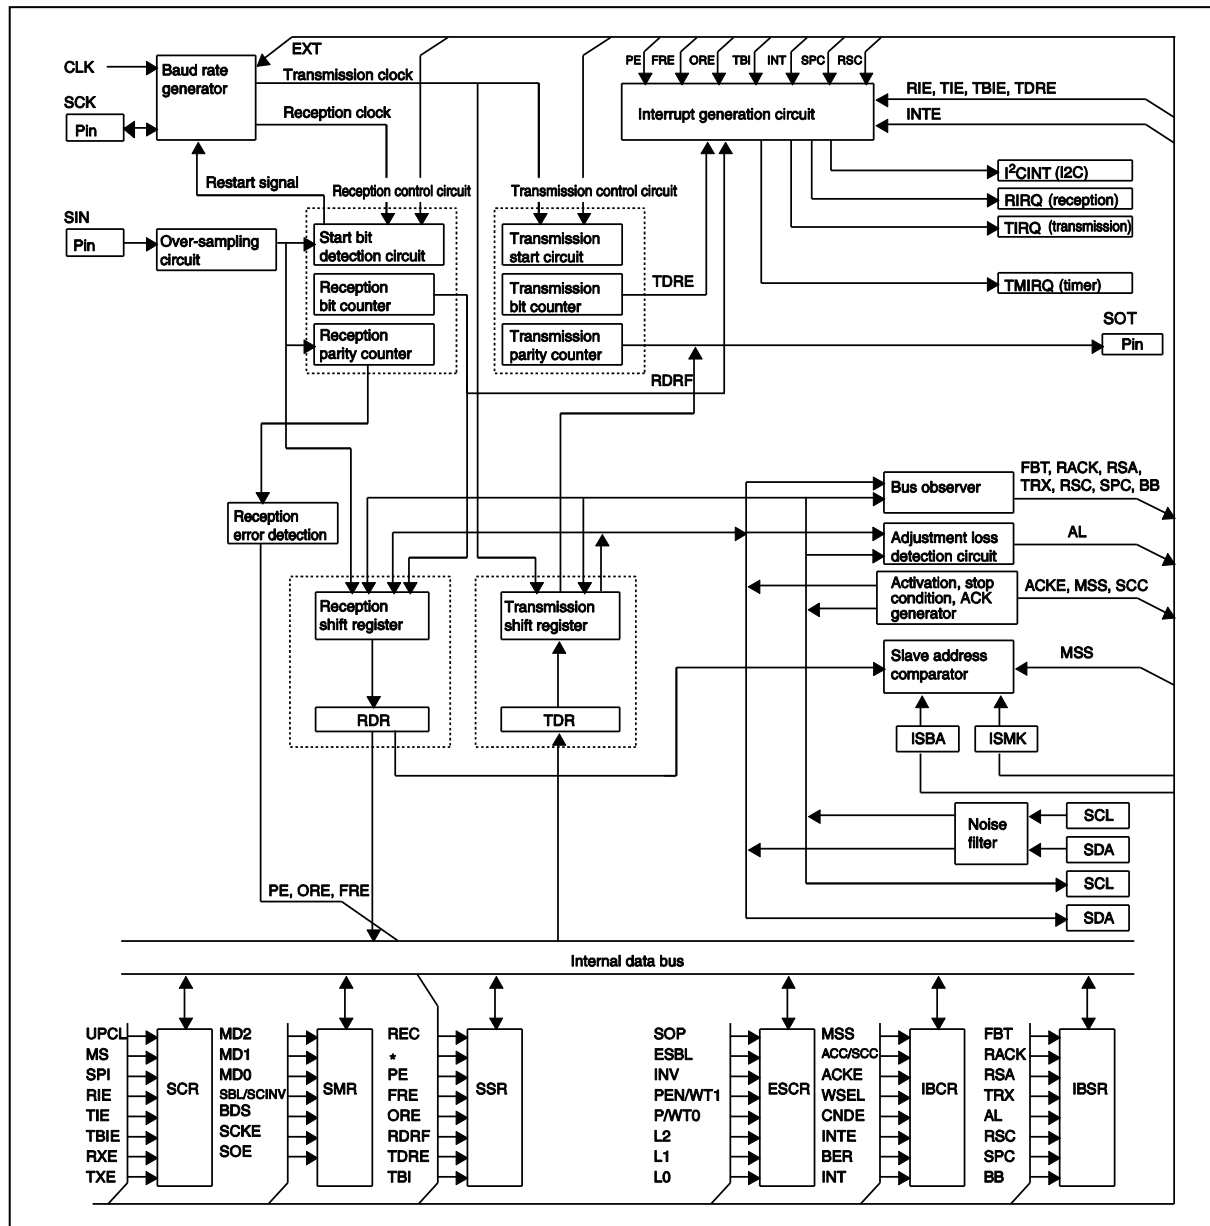 EXT
CLK
Baud rate
generator
Transmission clock
SCK
Pin
Reception clock
Restart signal
PE
FRE
ORE
TBI
INT
SPC
RSC
Interrupt generation circuit
RIE, TIE, TBIE, TDRE
INTE
I²CINT (I2C)
RIRQ (reception)
TIRQ (transmission)
TMIRQ (timer)
SIN
Pin
Over-sampling
circuit
Reception control circuit
Start bit
detection circuit
Reception
bit counter
Reception
parity counter
Transmission control circuit
Transmission
start circuit
Transmission
bit counter
Transmission
parity counter
TDRE
RDRF
SOT
Pin
Reception
error detection
Bus observer
FBT, RACK, RSA,
TRX, RSC, SPC, BB
Adjustment loss
detection circuit
AL
Activation, stop
condition, ACK
generator
ACKE, MSS, SCC
Reception
shift register
Transmission
shift register
Slave address
comparator
MSS
RDR
TDR
ISBA
ISMK
Noise
filter
SCL
SDA
SCL
SDA
PE, ORE, FRE
Internal data bus
UPCL
MS
SPI
RIE
TIE
TBIE
RXE
TXE
SCR
MD2
MD1
MD0
SBL/SCINV
BDS
SCKE
SOE
SMR
REC
*
PE
FRE
ORE
RDRF
TDRE
TBI
SSR
SOP
ESBL
INV
PEN/WT1
P/WT0
L2
L1
L0
ESCR
MSS
ACC/SCC
ACKE
WSEL
CNDE
INTE
BER
INT
IBCR
FBT
RACK
RSA
TRX
AL
RSC
SPC
BB
IBSR